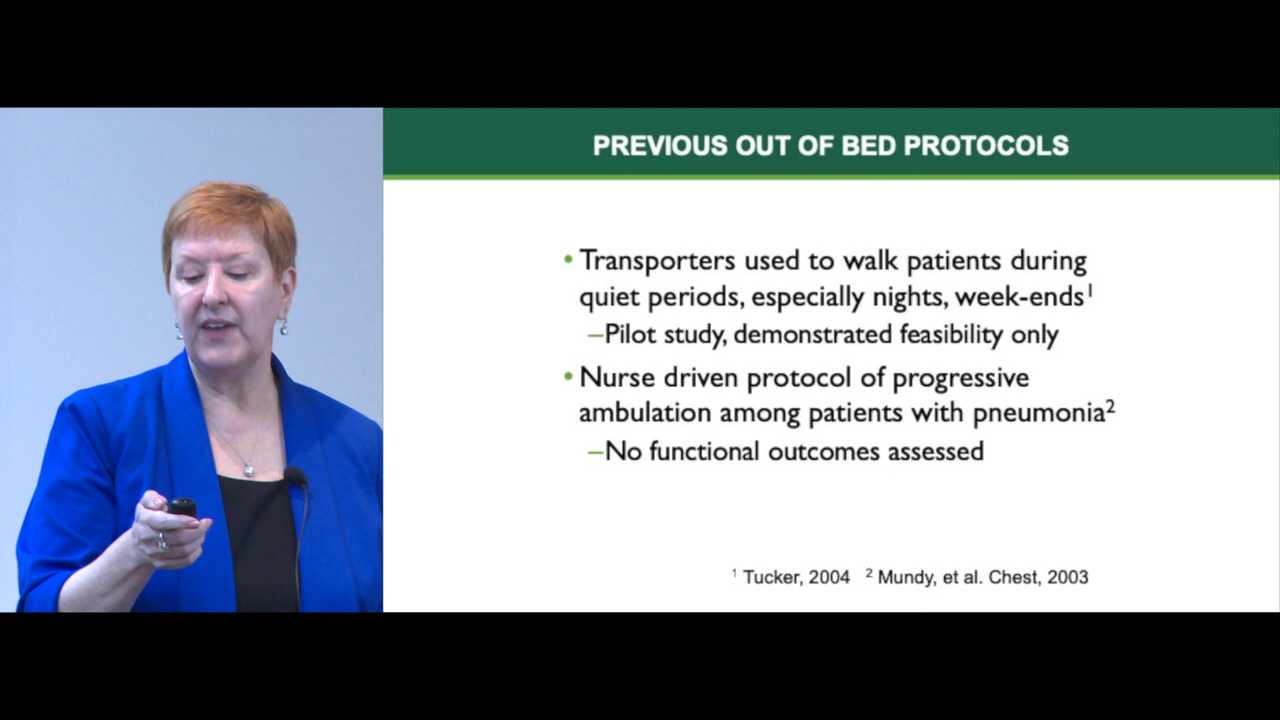 PREVIOUS OUT OF BED PROTOCOLS
• Transporters used to walk patients during
quiet periods, especially nights, week-ends¹
–Pilot study, demonstrated feasibility only
• Nurse driven protocol of progressive
ambulation among patients with pneumonia²
–No functional outcomes assessed
¹ Tucker, 2004 ² Mundy, et al. Chest, 2003